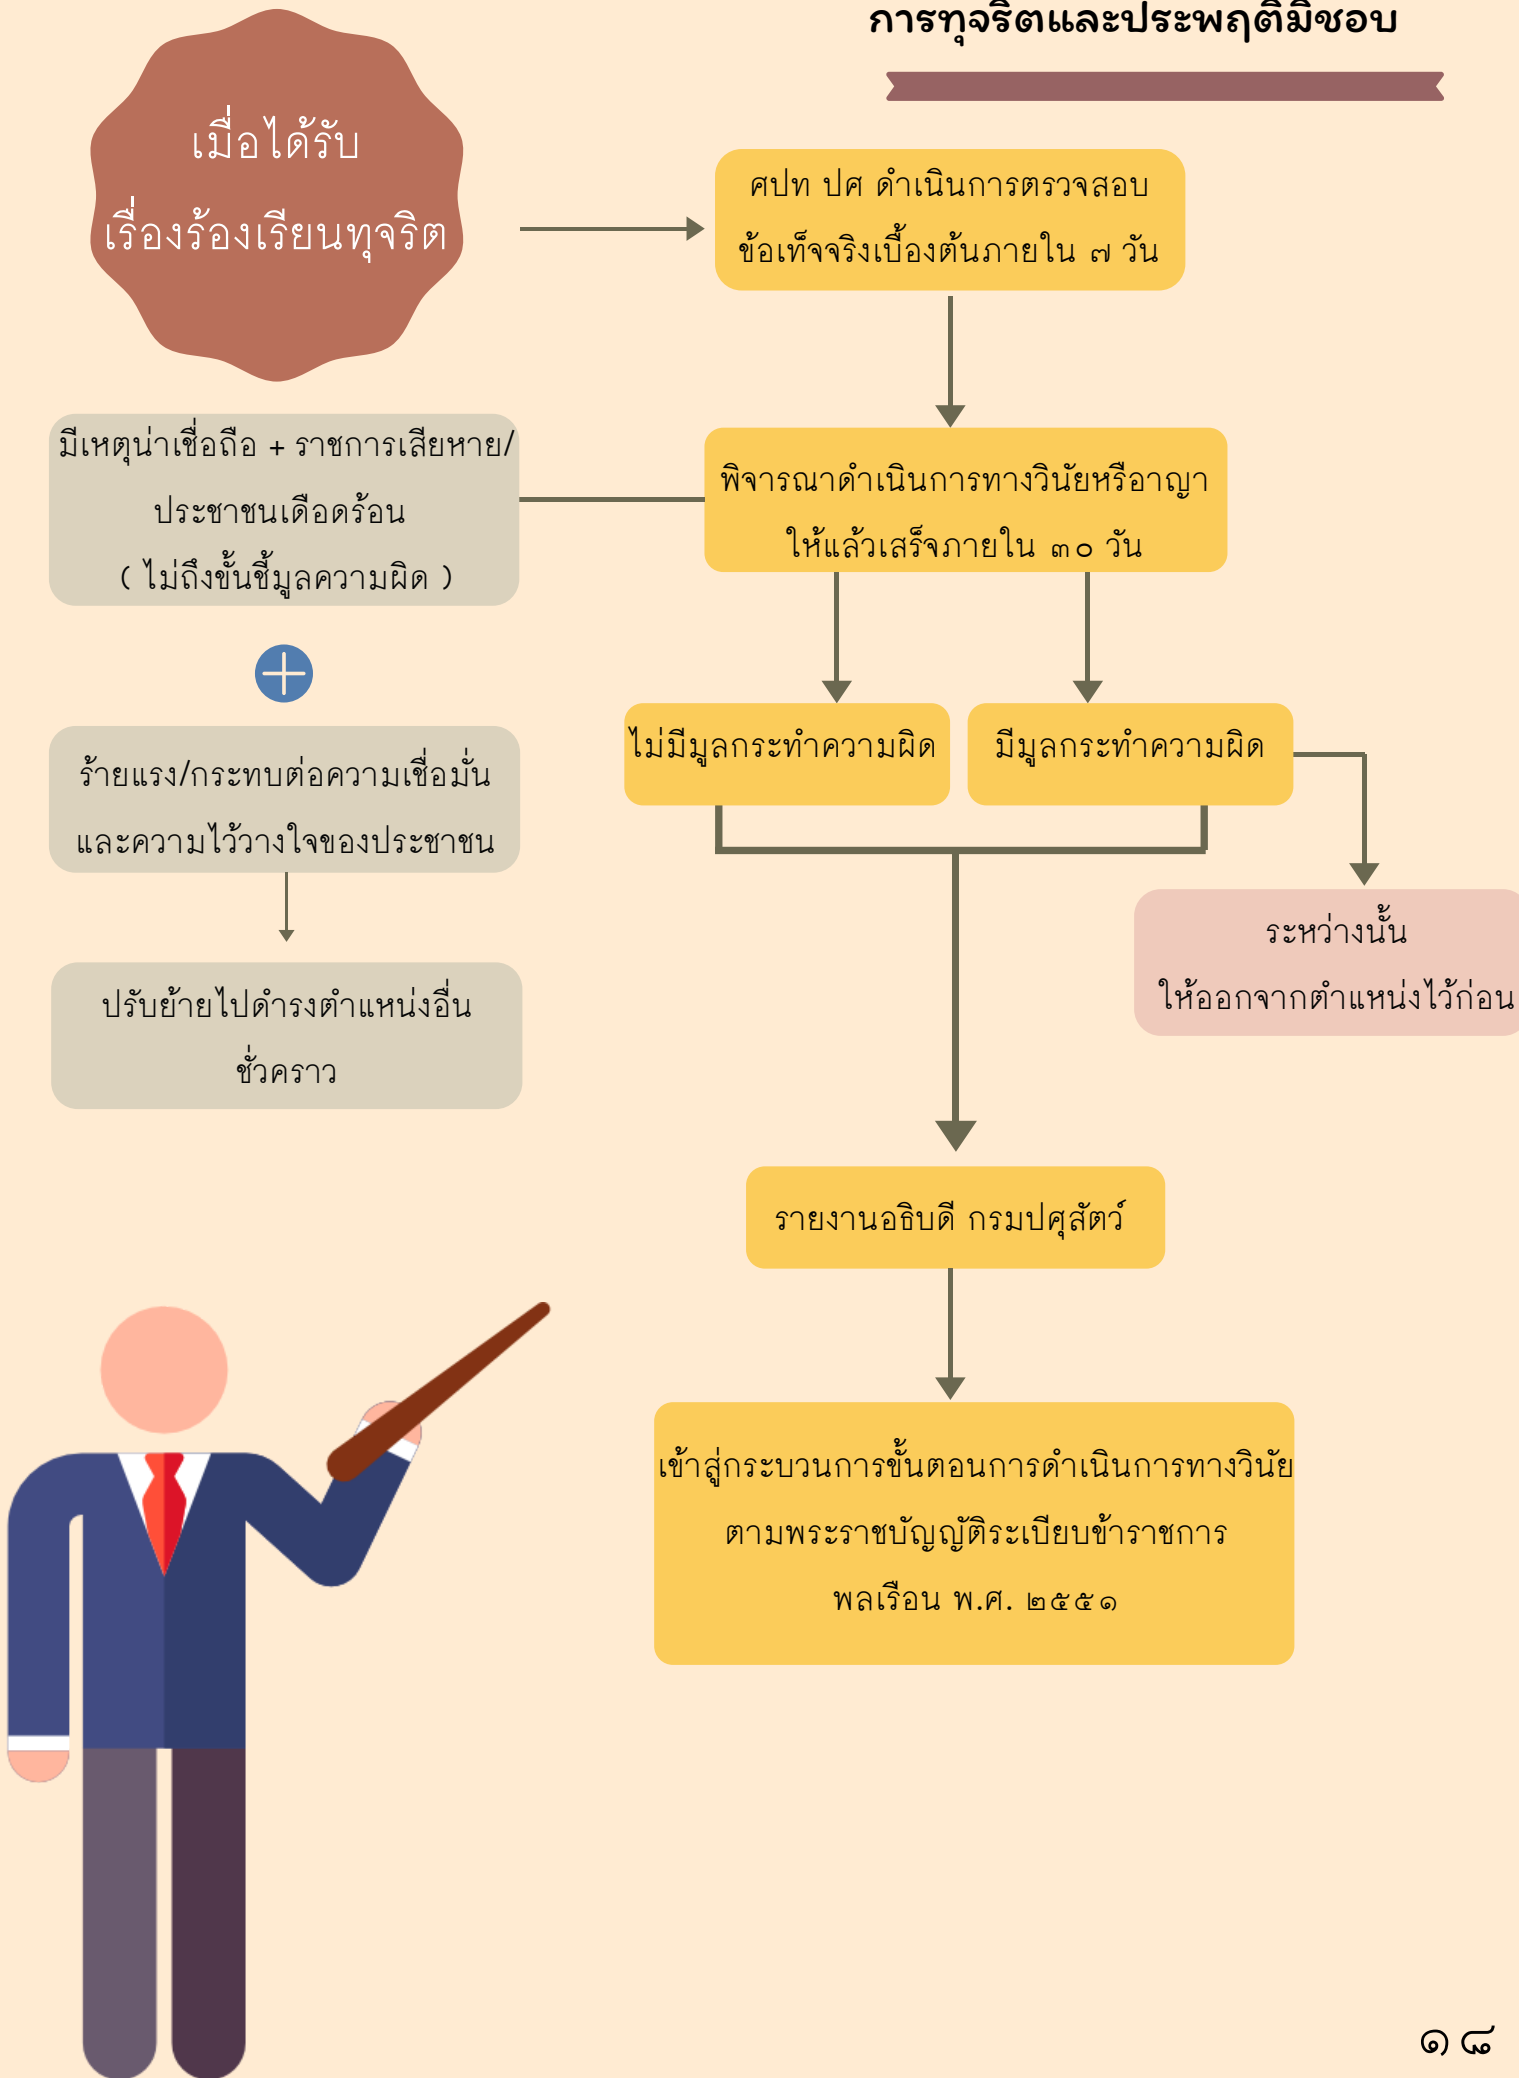 การทุจริตและประพฤติมิชอบ
เมื่อได้รับ
เรื่องร้องเรียนทุจริต
ศปท ปศ ดำเนินการตรวจสอบ
ข้อเท็จจริงเบื้องต้นภายใน ๗ วัน
มีเหตุน่าเชื่อถือ + ราชการเสียหาย/
ประชาชนเดือดร้อน
( ไม่ถึงขั้นชี้มูลความผิด )
พิจารณาดำเนินการทางวินัยหรือาญา
ให้แล้วเสร็จภายใน ๓๐ วัน
ไม่มีมูลกระทำความผิด
มีมูลกระทำความผิด
ร้ายแรง/กระทบต่อความเชื่อมั่น
และความไว้วางใจของประชาชน
ระหว่างนั้น
ให้ออกจากตำแหน่งไว้ก่อน
ปรับย้ายไปดำรงตำแหน่งอื่น
ชั่วคราว
รายงานอธิบดี กรมปศุสัตว์
เข้าสู่กระบวนการขั้นตอนการดำเนินการทางวินัย
ตามพระราชบัญญัติระเบียบข้าราชการ
พลเรือน พ.ศ. ๒๕๕๑
๑๘